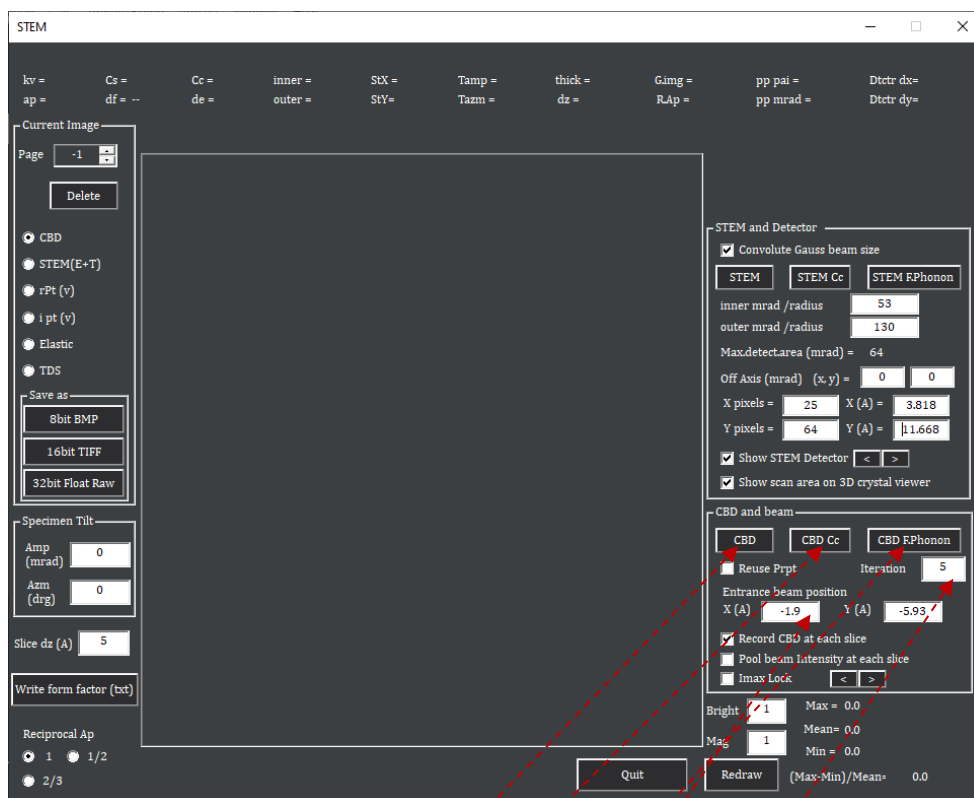 STEM
kv = Cs = Cc = inner = StX = Tamp = thick = G.img = pp pai = Dtctr dx=
ap = df = -- de = outer = StY= Tazm = dz = R.Ap = pp mrad = Dtctr dy=
Current Image
Page -1
Delete
CBD
STEM(E+T)
rPt (v)
i pt (v)
Elastic
TDS
Save as
8bit BMP
16bit TIFF
32bit Float Raw
Specimen Tilt
Amp (mrad) 0
Azm (drg) 0
Slice dz (A) 5
Write form factor (txt)
Reciprocal Ap
1 1/2
2/3
STEM and Detector
Convolute Gauss beam size
STEM STEM Cc STEM F.Phonon
inner mrad /radius 53
outer mrad /radius 130
Max.detect.area (mrad) = 64
Off Axis (mrad) (x, y) = 0 0
X pixels = 25 X (A) = 3.818
Y pixels = 64 Y (A) = 11.668
Show STEM Detector < >
Show scan area on 3D crystal viewer
CBD and beam
CBD CBD Cc CBD F.Phonon
Reuse Prpt Iteration 5
Entrance beam position
X (A) -1.9 Y (A) -5.93
Record CBD at each slice
Pool beam Intensity at each slice
Imax Lock < >
Bright 1 Max = 0.0
Mean= 0.0
Mag 1 Min = 0.0
Quit Redraw (Max-Min)/Mean= 0.0